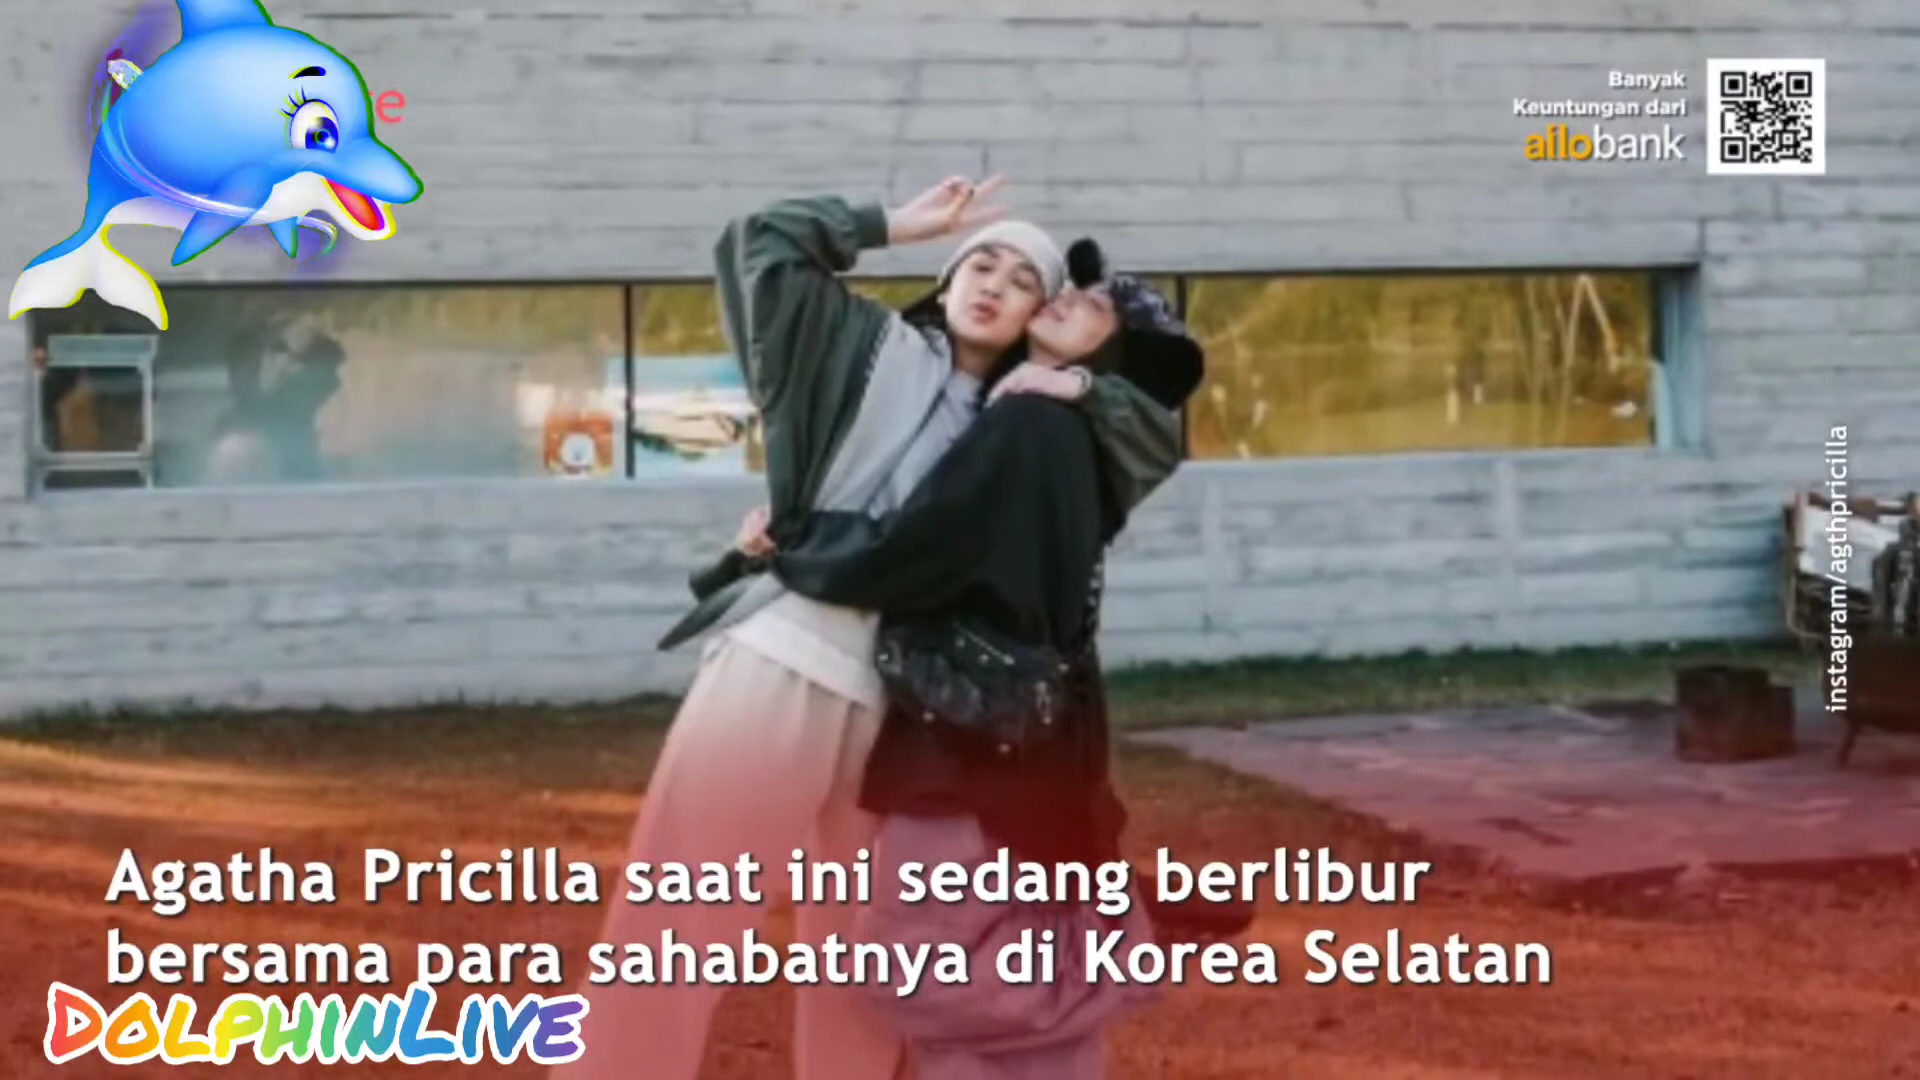 Banyak
Keuntungan dari
allobank
instagram/agthpricilla
Agatha Pricilla saat ini sedang berlibur
bersama para sahabatnya di Korea Selatan
DOLPHINLIVE